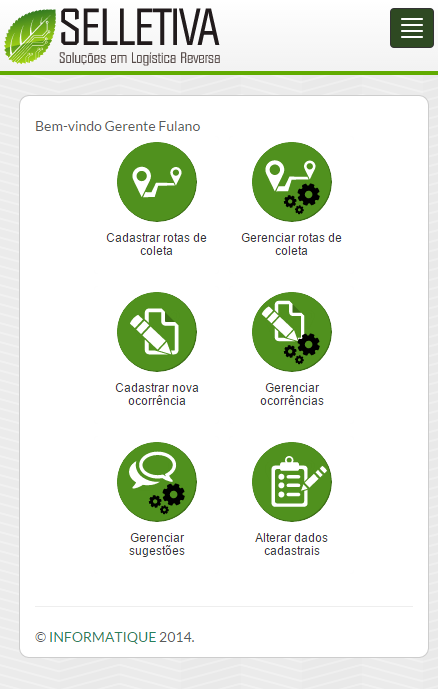 SELLETIVA
Soluções em Logística Reversa
Bem-vindo Gerente Fulano
Cadastrar rotas de
coleta
Gerenciar rotas de
coleta
Cadastrar nova
ocorrência
Gerenciar
ocorrências
Gerenciar
sugestões
Alterar dados
cadastrais
© INFORMATIQUE 2014.